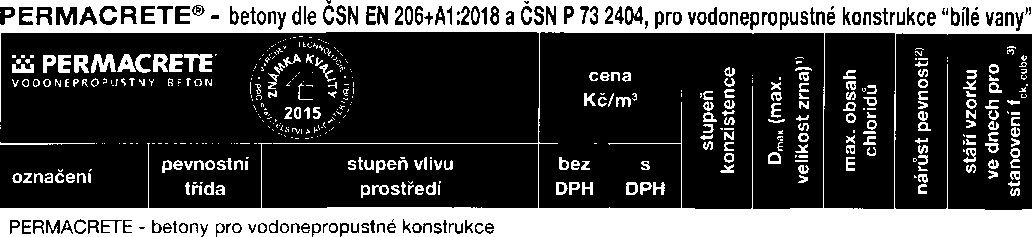 PERMACRETE® - betony dle ČSN EN 206+A1:2018 a ČSN P 73 2404, pro vodonepropustné konstrukce "bílé vany"
PERMACRETE
VODONEPROPUSTNÝ BETON
ZNÁMKA KVALITY
2015
označení
pevnostní
třída
stupeň vlivu
prostředí
cena
Kč/m³
bez
DPH
s
DPH
stupeň
konzistence
Dmax (max.
velikost zrna)1)
max. obsah
chloridů
nárůst pevnosti2)
stáří vzorku
ve dnech pro
stanovení fck, cube 3)
PERMACRETE - betony pro vodonepropustné konstrukce